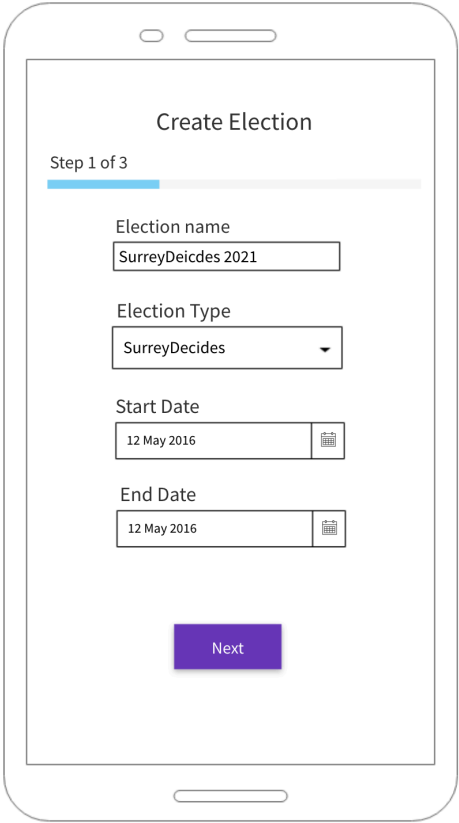 Create Election
Step 1 of 3
Election name
SurreyDeicdes 2021
Election Type
SurreyDecides
Start Date
12 May 2016
End Date
12 May 2016
Next